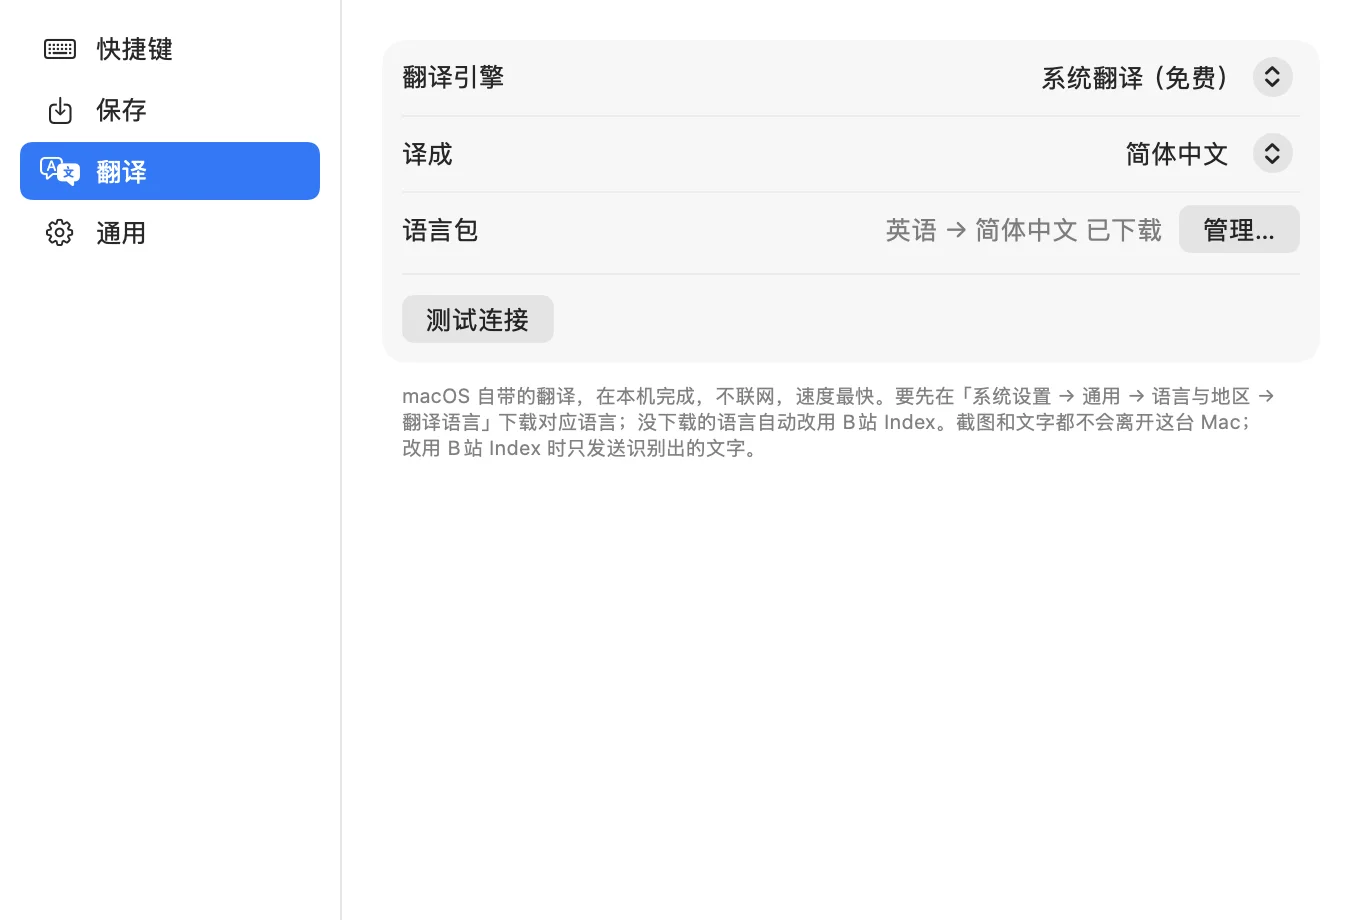 快捷键
保存
翻译
通用
翻译引擎 系统翻译（免费）
译成 简体中文
语言包 英语 → 简体中文 已下载 管理...
测试连接
macOS 自带的翻译，在本机完成，不联网，速度最快。要先在「系统设置 → 通用 → 语言与地区 →
翻译语言」下载对应语言；没下载的语言自动改用 B站 Index。截图和文字都不会离开这台 Mac；
改用 B站 Index 时只发送识别出的文字。